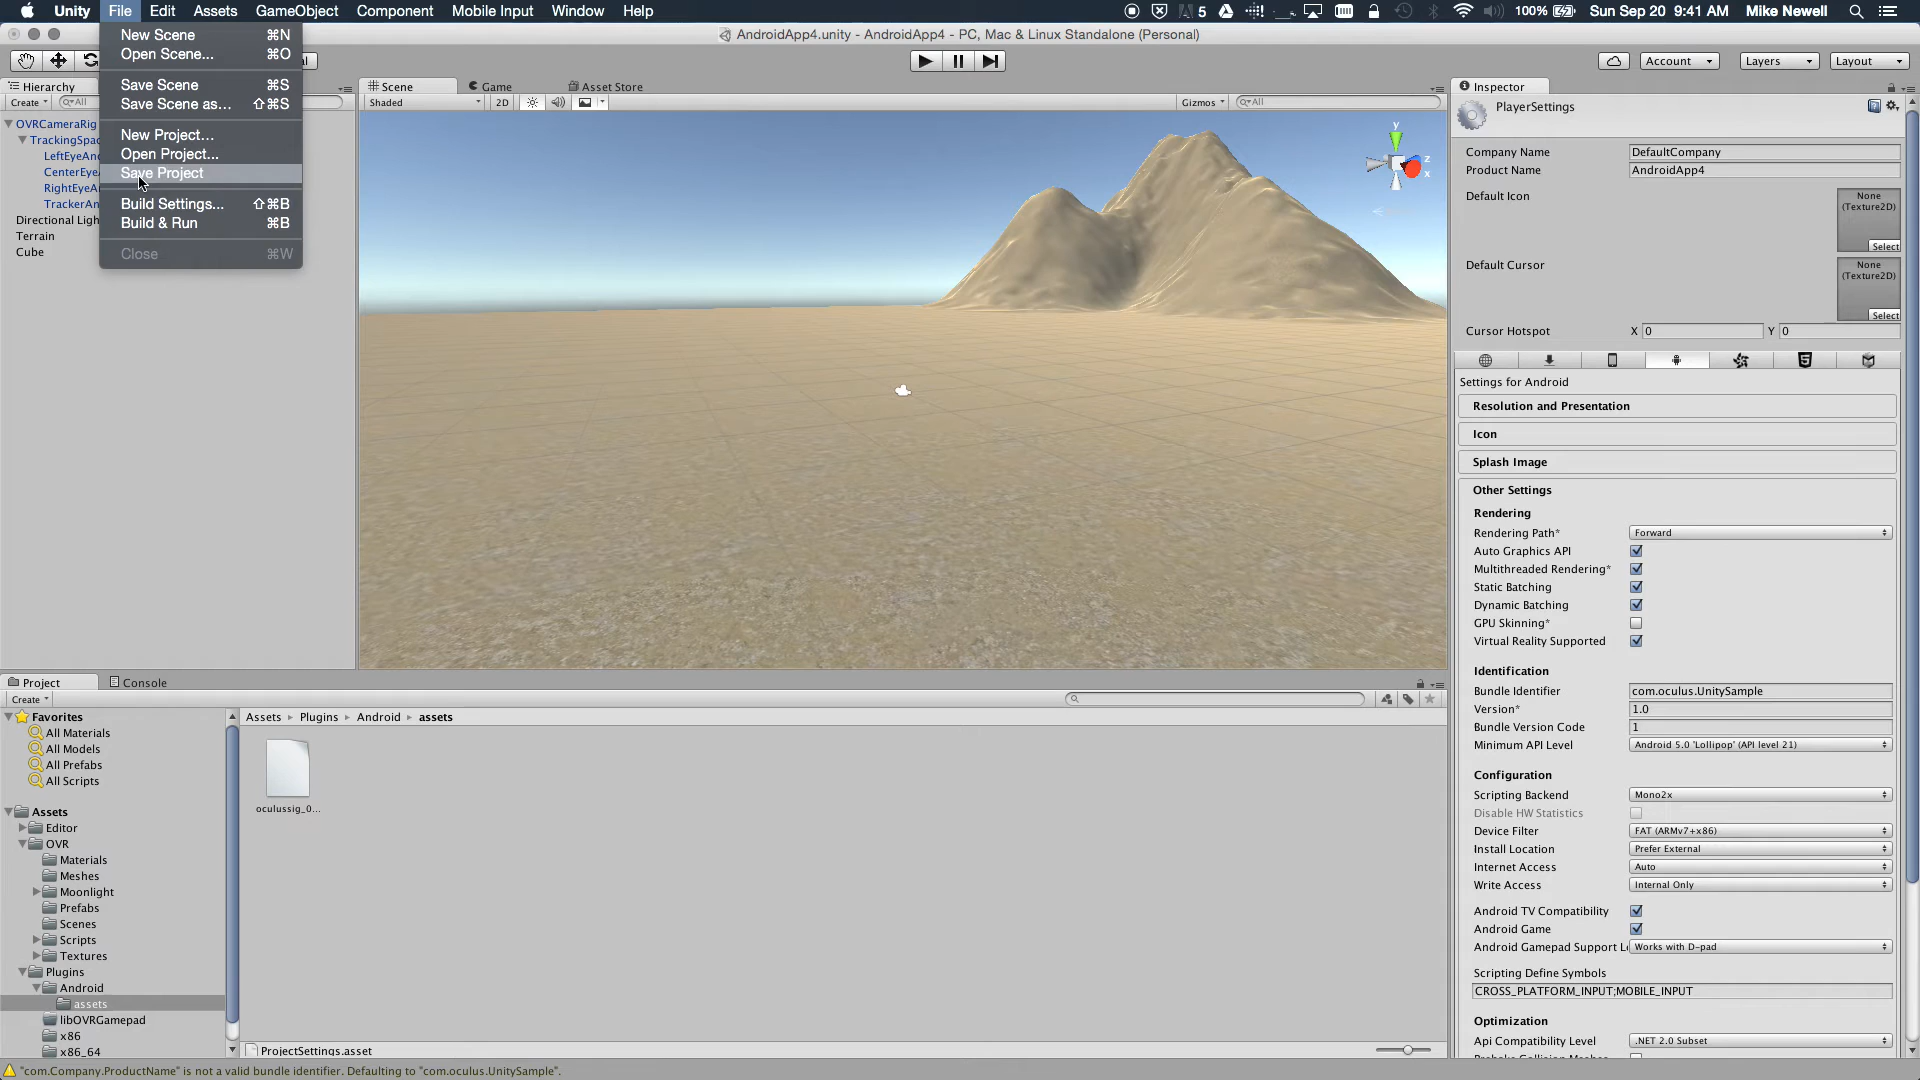 Unity File Edit Assets GameObject Component Mobile Input Window Help 5 100% Sun Sep 20 9:41 AM Mike Newell
AndroidApp4.unity - AndroidApp4 - PC, Mac & Linux Standalone (Personal)
New Scene ⌘N
Open Scene... ⌘O
Save Scene ⌘S
Save Scene as... ⇧⌘S
New Project...
Open Project...
Save Project
Build Settings... ⇧⌘B
Build & Run ⌘B
Close ⌘W
Account Layers Layout
Hierarchy
Create All
OVRCameraRig
TrackingSpac
LeftEyeAn
CenterEye
RightEyeA
TrackerAn
Directional Ligh
Terrain
Cube
Scene Game Asset Store
Shaded 2D Gizmos All
y
z
x
Inspector
PlayerSettings
Company Name DefaultCompany
Product Name AndroidApp4
Default Icon
None
(Texture2D)
Select
Default Cursor
None
(Texture2D)
Select
Cursor Hotspot X 0 Y 0
Settings for Android
Resolution and Presentation
Icon
Splash Image
Other Settings
Rendering
Rendering Path* Forward
Auto Graphics API
Multithreaded Rendering*
Static Batching
Dynamic Batching
GPU Skinning*
Virtual Reality Supported
Identification
Bundle Identifier com.oculus.UnitySample
Version* 1.0
Bundle Version Code 1
Minimum API Level Android 5.0 'Lollipop' (API level 21)
Configuration
Scripting Backend Mono2x
Disable HW Statistics
Device Filter FAT (ARMv7+x86)
Install Location Prefer External
Internet Access Auto
Write Access Internal Only
Android TV Compatibility
Android Game
Android Gamepad Support L Works with D-pad
Scripting Define Symbols
CROSS_PLATFORM_INPUT;MOBILE_INPUT
Optimization
Api Compatibility Level .NET 2.0 Subset
Project Console
Create
Favorites
All Materials
All Models
All Prefabs
All Scripts
Assets
Editor
OVR
Materials
Meshes
Moonlight
Prefabs
Scenes
Scripts
Textures
Plugins
Android
assets
libOVRGamepad
x86
x86_64
Assets Plugins Android assets
oculussig_0...
ProjectSettings.asset
"com.Company.ProductName" is not a valid bundle identifier. Defaulting to "com.oculus.UnitySample".